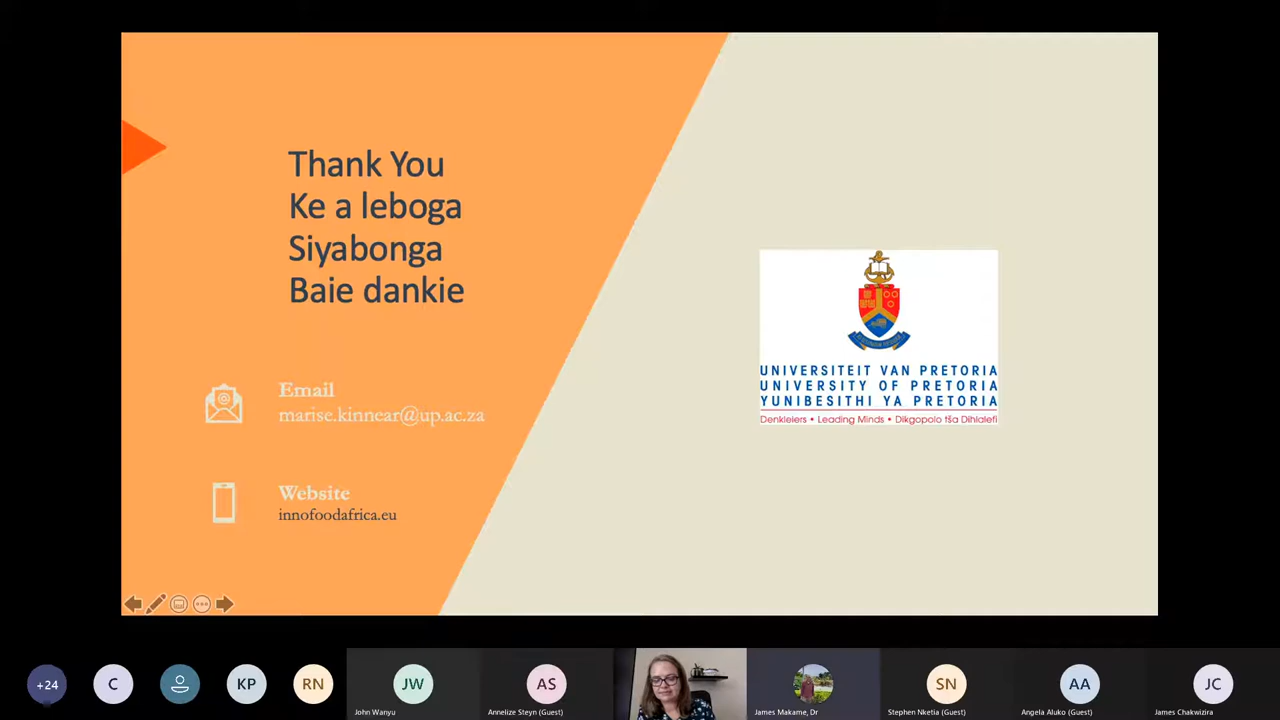 Thank You
Ke a leboga
Siyabonga
Baie dankie
Email
marise.kinnear@up.ac.za
Website
innofoodafrica.eu
UNIVERSITEIT VAN PRETORIA
UNIVERSITY OF PRETORIA
YUNIBESITHI YA PRETORIA
Denkleiers • Leading Minds • Dikgopolo tša Dihlalefi
+24
C
KP
RN
JW
John Wanyu
AS
Annelize Steyn (Guest)
James Makame, Dr
SN
Stephen Nketia (Guest)
AA
Angela Aluko (Guest)
JC
James Chakwizira